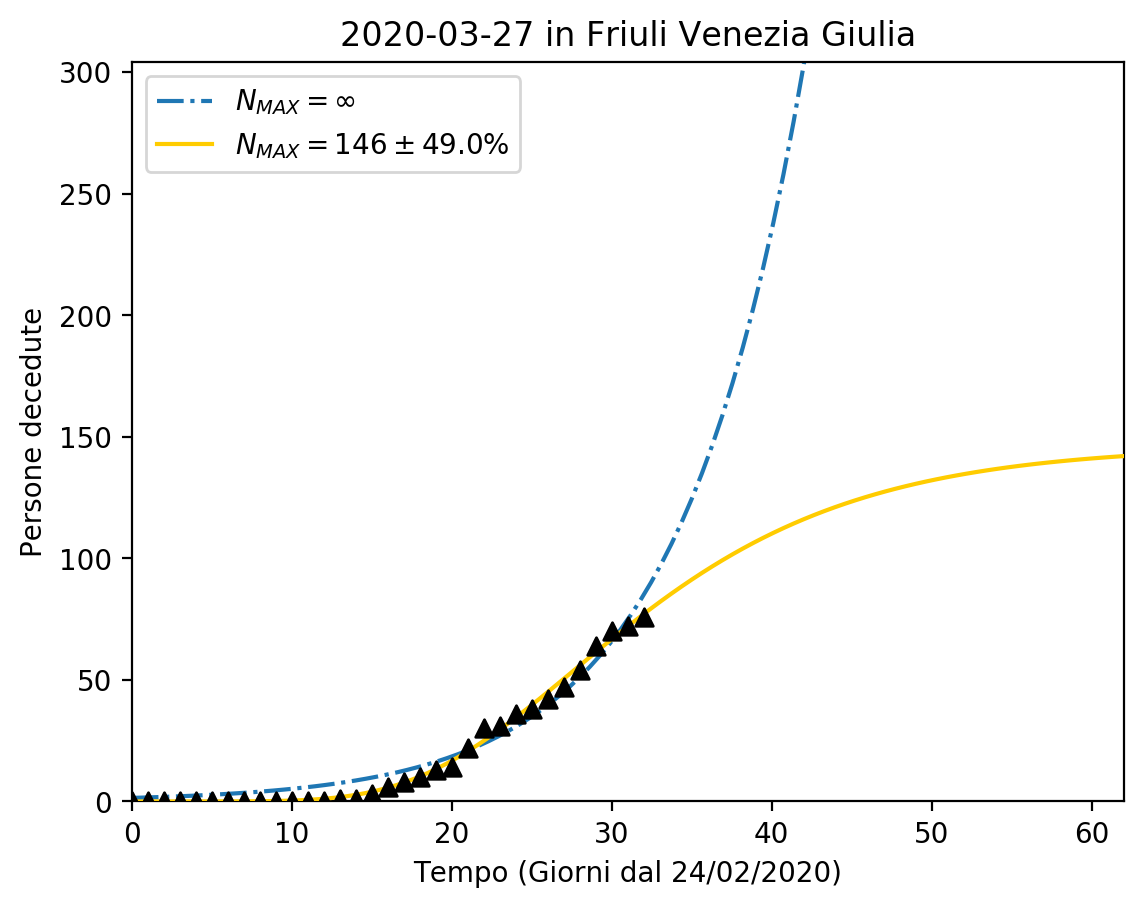 2020-03-27 in Friuli Venezia Giulia
N_MAX = ∞
N_MAX = 146 ± 49.0%
Persone decedute
300
250
200
150
100
50
0
0 10 20 30 40 50 60
Tempo (Giorni dal 24/02/2020)